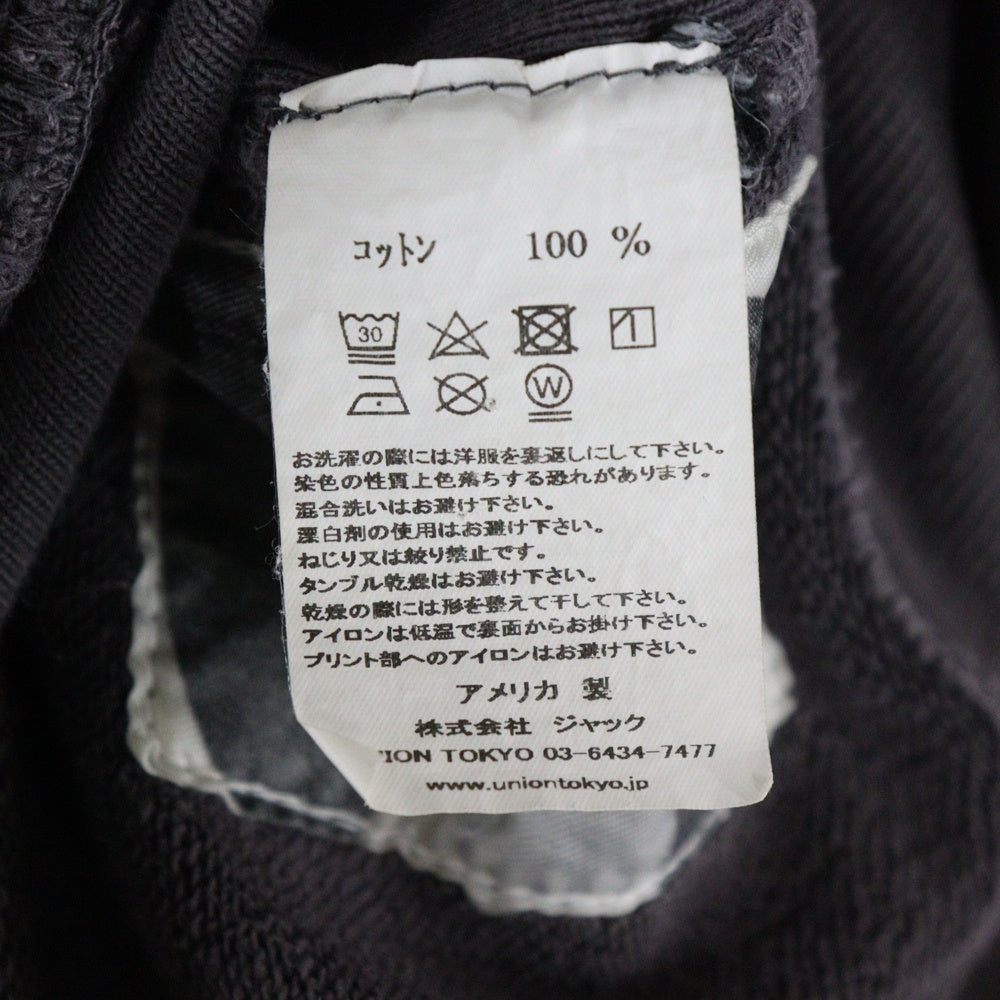 コットン 100 %
30
W
お洗濯の際には洋服を裏返しにして下さい。
染色の性質上色落ちする恐れがあります。
混合洗いはお避け下さい。
漂白剤の使用はお避け下さい。
ねじり又は絞り禁止です。
タンブル乾燥はお避け下さい。
乾燥の際には形を整えて干して下さい。
アイロンは低温で裏面からお掛け下さい。
プリント部へのアイロンはお避け下さい。
アメリカ 製
株式会社 ジャック
ION TOKYO 03-6434-7477
www.uniontokyo.jp